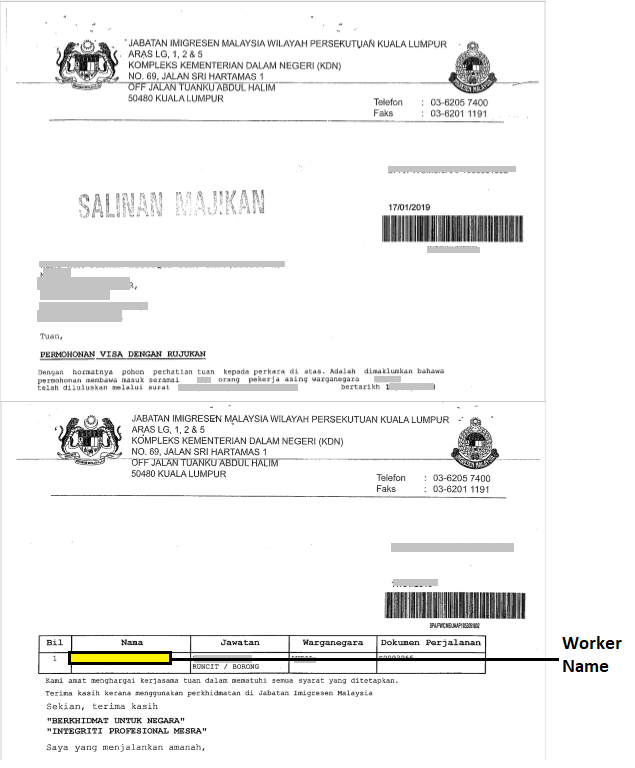 JABATAN IMIGRESEN MALAYSIA WILAYAH PERSEKUTUAN KUALA LUMPUR
ARAS LG, 1, 2 & 5
KOMPLEKS KEMENTERIAN DALAM NEGERI (KDN)
NO. 69, JALAN SRI HARTAMAS 1
OFF JALAN TUANKU ABDUL HALIM
50480 KUALA LUMPUR
Telefon : 03-6205 7400
Faks : 03-6201 1191
SALINAN MAJIKAN
17/01/2019
Tuan,
PERMOHONAN VISA DENGAN RUJUKAN
Dengan hormatnya pohon perhatian tuan kepada perkara di atas. Adalah dimaklumkan bahawa
permohonan membawa masuk seramai orang pekerja asing warganegara
telah diluluskan melalui surat bertarikh
JABATAN IMIGRESEN MALAYSIA WILAYAH PERSEKUTUAN KUALA LUMPUR
ARAS LG, 1, 2 & 5
KOMPLEKS KEMENTERIAN DALAM NEGERI (KDN)
NO. 69, JALAN SRI HARTAMAS 1
OFF JALAN TUANKU ABDUL HALIM
50480 KUALA LUMPUR
Telefon : 03-6205 7400
Faks : 03-6201 1191
Bil Nama Jawatan Warganegara Dokumen Perjalanan
1
RUNCIT / BORONG
Worker
Name
Kami amat menghargai kerjasama tuan dalam mematuhi semua syarat yang ditetapkan.
Terima kasih kerana menggunakan perkhidmatan di Jabatan Imigresen Malaysia
Sekian, terima kasih
"BERKHIDMAT UNTUK NEGARA"
"INTEGRITI PROFESIONAL MESRA"
Saya yang menjalankan amanah,